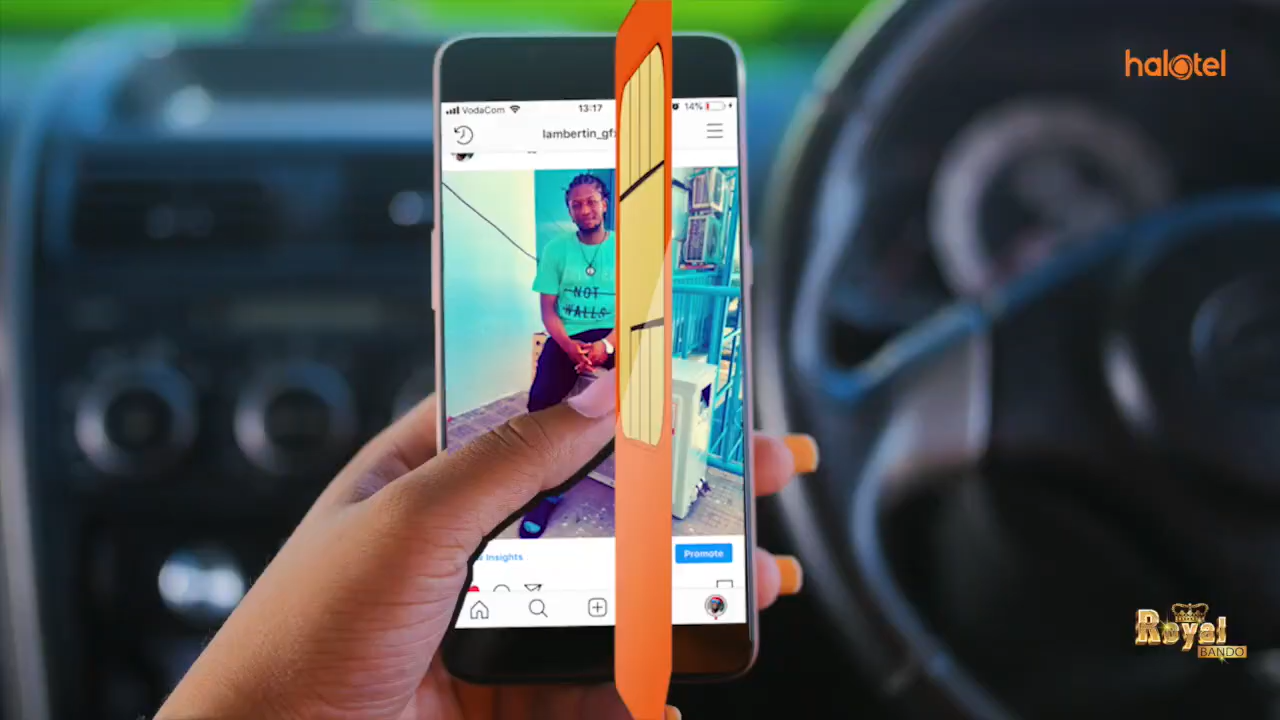 halotel
VodaCom
13:17
14%
lambertin_gf
NOT
WALLS
Insights
Promote
Royal
BANDO